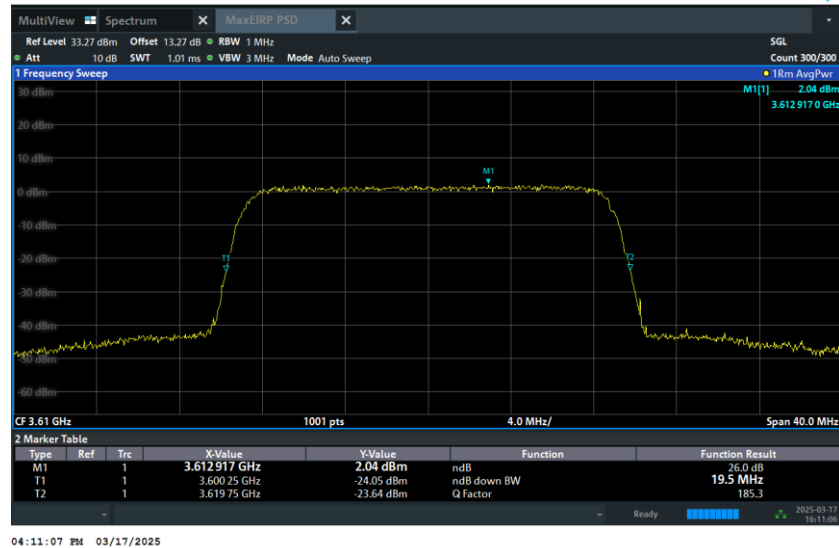 MultiView Spectrum X MaxEIRP PSD X
Ref Level 33.27 dBm Offset 13.27 dB RBW 1 MHz SGL
Att 10 dB SWT 1.01 ms VBW 3 MHz Mode Auto Sweep Count 300/300
1 Frequency Sweep 1Rm AvgPwr
30 dBm M1[1] 2.04 dBm
3.612 917 0 GHz
20 dBm
10 dBm
M1
0 dBm
-10 dBm
-20 dBm T1 T2
-30 dBm
-40 dBm
-50 dBm
-60 dBm
CF 3.61 GHz 1001 pts 4.0 MHz/ Span 40.0 MHz
2 Marker Table
Type Ref Trc X-Value Y-Value Function Function Result
M1 1 3.612 917 GHz 2.04 dBm ndB 26.0 dB
T1 1 3.600 25 GHz -24.05 dBm ndB down BW 19.5 MHz
T2 1 3.619 75 GHz -23.64 dBm Q Factor 185.3
Ready 2025-03-17
16:11:06
04:11:07 PM 03/17/2025